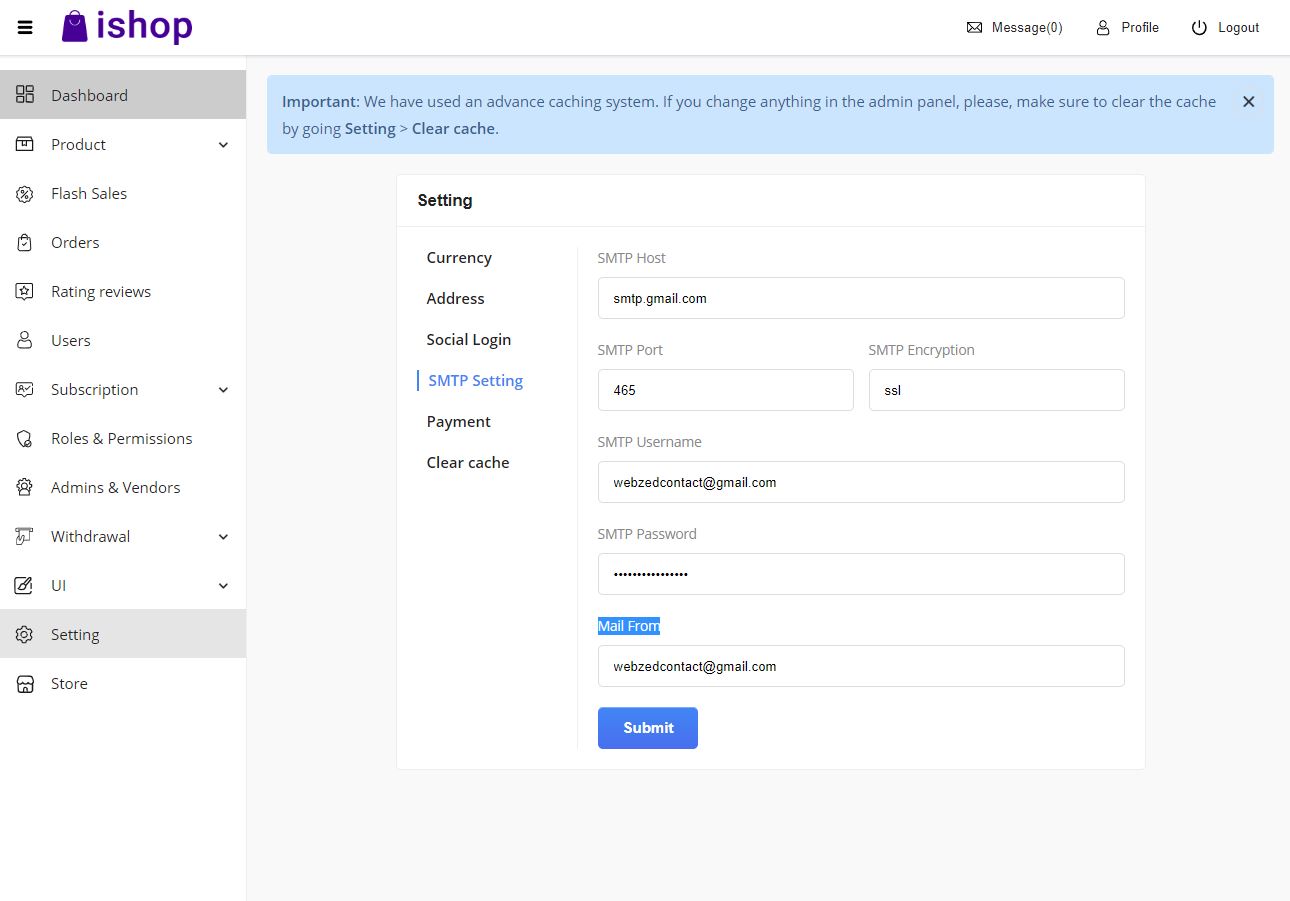 ishop
Message(0)
Profile
Logout
Dashboard
Product
Flash Sales
Orders
Rating reviews
Users
Subscription
Roles & Permissions
Admins & Vendors
Withdrawal
UI
Setting
Store
Important: We have used an advance caching system. If you change anything in the admin panel, please, make sure to clear the cache
by going Setting > Clear cache.
Setting
Currency
Address
Social Login
SMTP Setting
Payment
Clear cache
SMTP Host
smtp.gmail.com
SMTP Port
SMTP Encryption
465
ssl
SMTP Username
webzedcontact@gmail.com
SMTP Password
••••••••••••••••
Mail From
webzedcontact@gmail.com
Submit